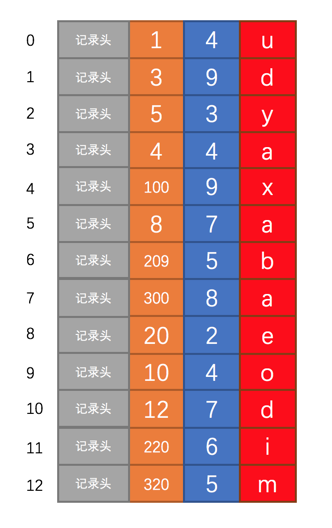 0 记录头 1 4 u
1 记录头 3 9 d
2 记录头 5 3 y
3 记录头 4 4 a
4 记录头 100 9 x
5 记录头 8 7 a
6 记录头 209 5 b
7 记录头 300 8 a
8 记录头 20 2 e
9 记录头 10 4 o
10 记录头 12 7 d
11 记录头 220 6 i
12 记录头 320 5 m